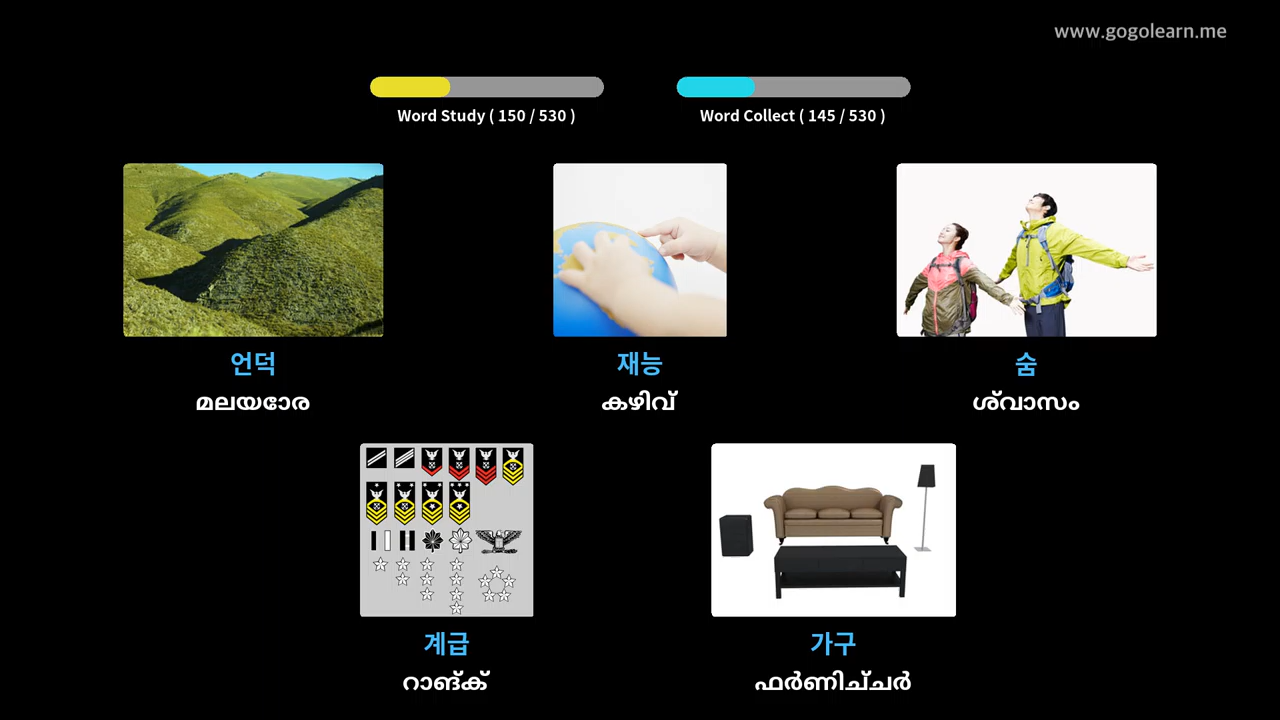 www.gogolearn.me
Word Study ( 150 / 530 )
Word Collect ( 145 / 530 )
언덕
재능
숨
മലയോര
കഴിവ്
ശ്വാസം
계급
가구
റാങ്ക്
ഫർണിച്ചർ